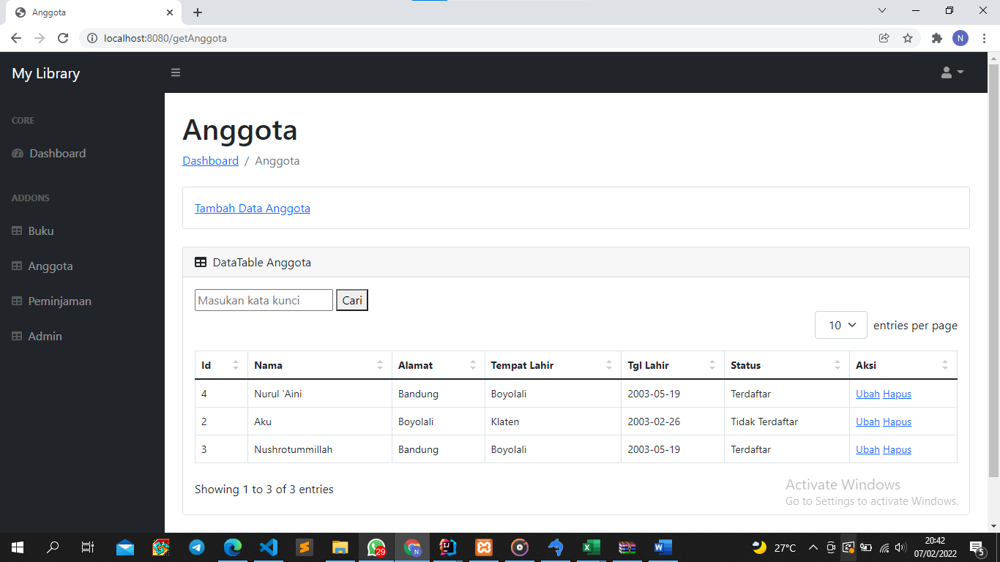 Anggota
localhost:8080/getAnggota
N
My Library
CORE
Dashboard
ADDONS
Buku
Anggota
Peminjaman
Admin
Anggota
Dashboard / Anggota
Tambah Data Anggota
DataTable Anggota
Masukan kata kunci Cari
10 entries per page
Id Nama Alamat Tempat Lahir Tgl Lahir Status Aksi
4 Nurul 'Aini Bandung Boyolali 2003-05-19 Terdaftar Ubah Hapus
2 Aku Boyolali Klaten 2003-02-26 Tidak Terdaftar Ubah Hapus
3 Nushrotummillah Bandung Boyolali 2003-05-19 Terdaftar Ubah Hapus
Showing 1 to 3 of 3 entries
Activate Windows
Go to Settings to activate Windows.
29
N
27°C
20:42
07/02/2022
5